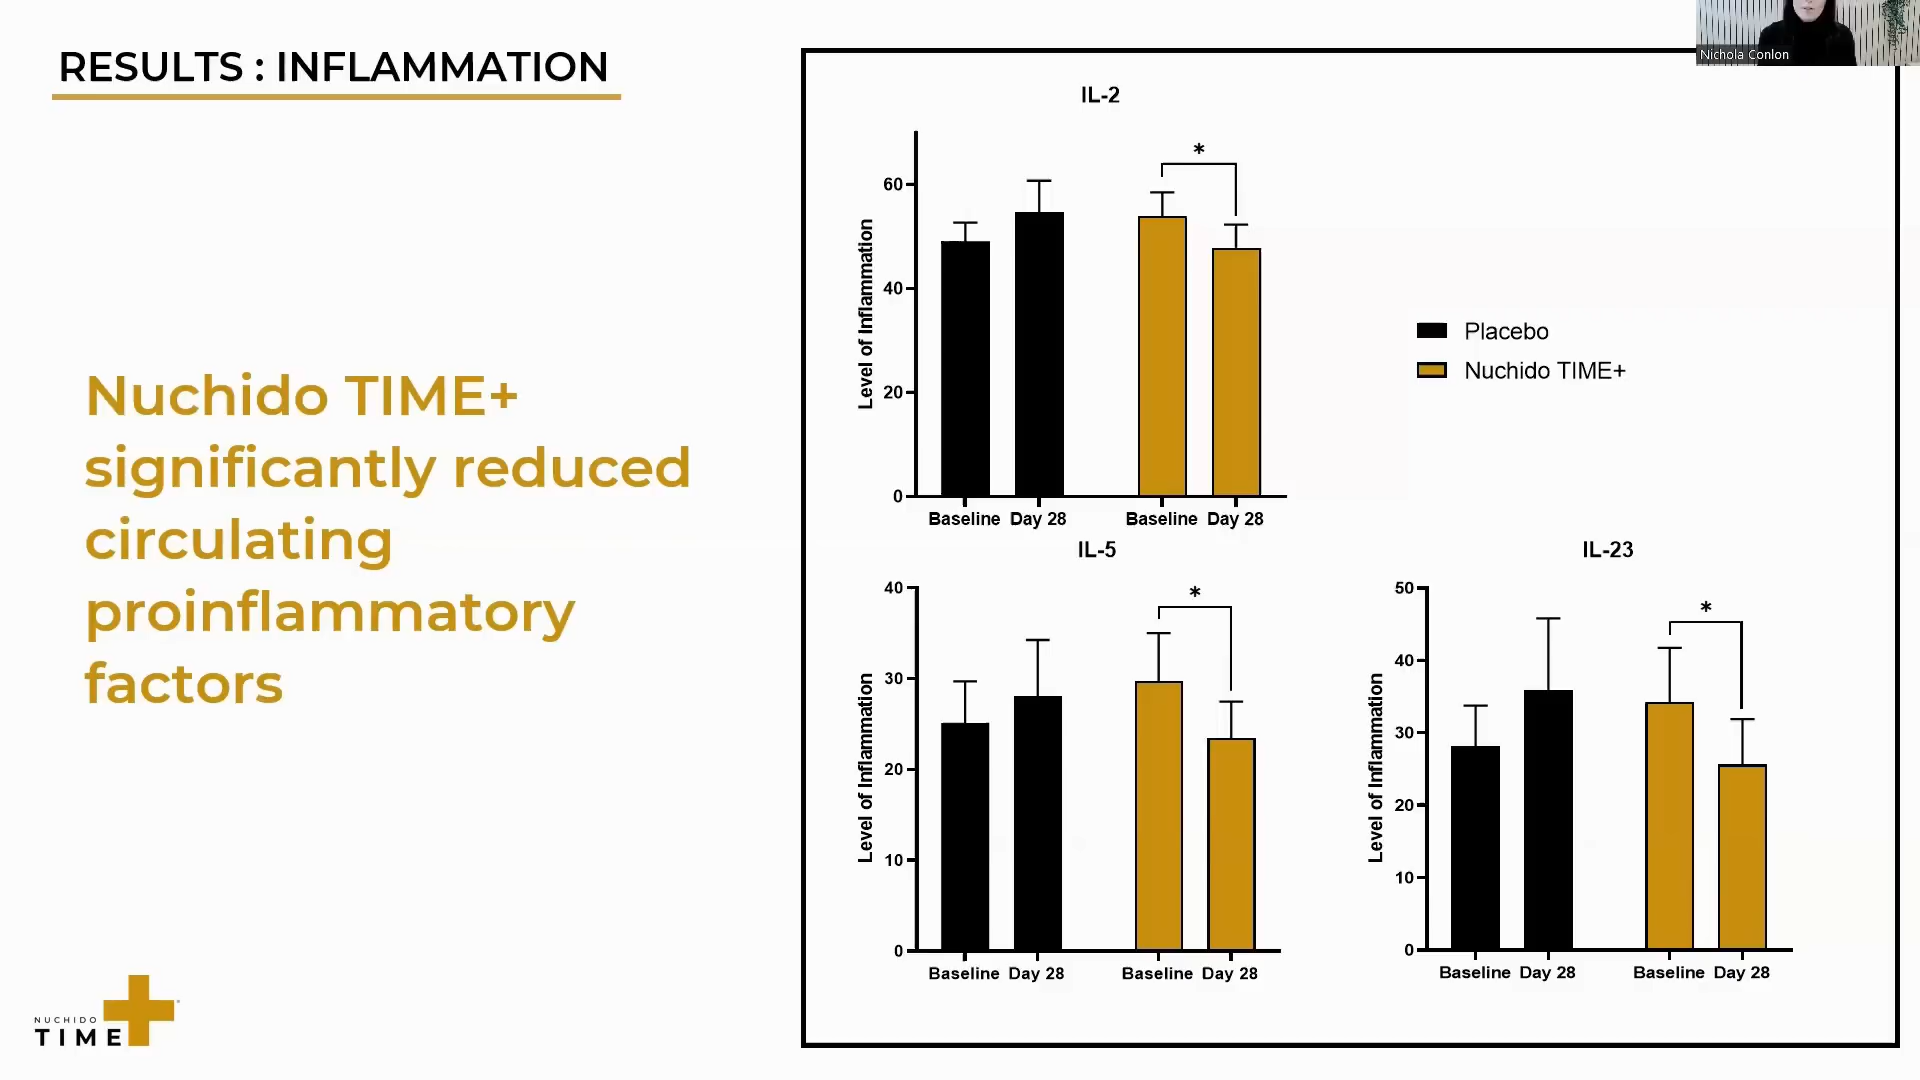 RESULTS : INFLAMMATION
Nichola Conlon
Nuchido TIME+
significantly reduced
circulating
proinflammatory
factors
IL-2
*
60
40
20
0
Level of Inflammation
Baseline Day 28 Baseline Day 28
Placebo
Nuchido TIME+
IL-5
*
40
30
20
10
0
Level of Inflammation
Baseline Day 28 Baseline Day 28
IL-23
*
50
40
30
20
10
0
Level of Inflammation
Baseline Day 28 Baseline Day 28
NUCHIDO
TIME